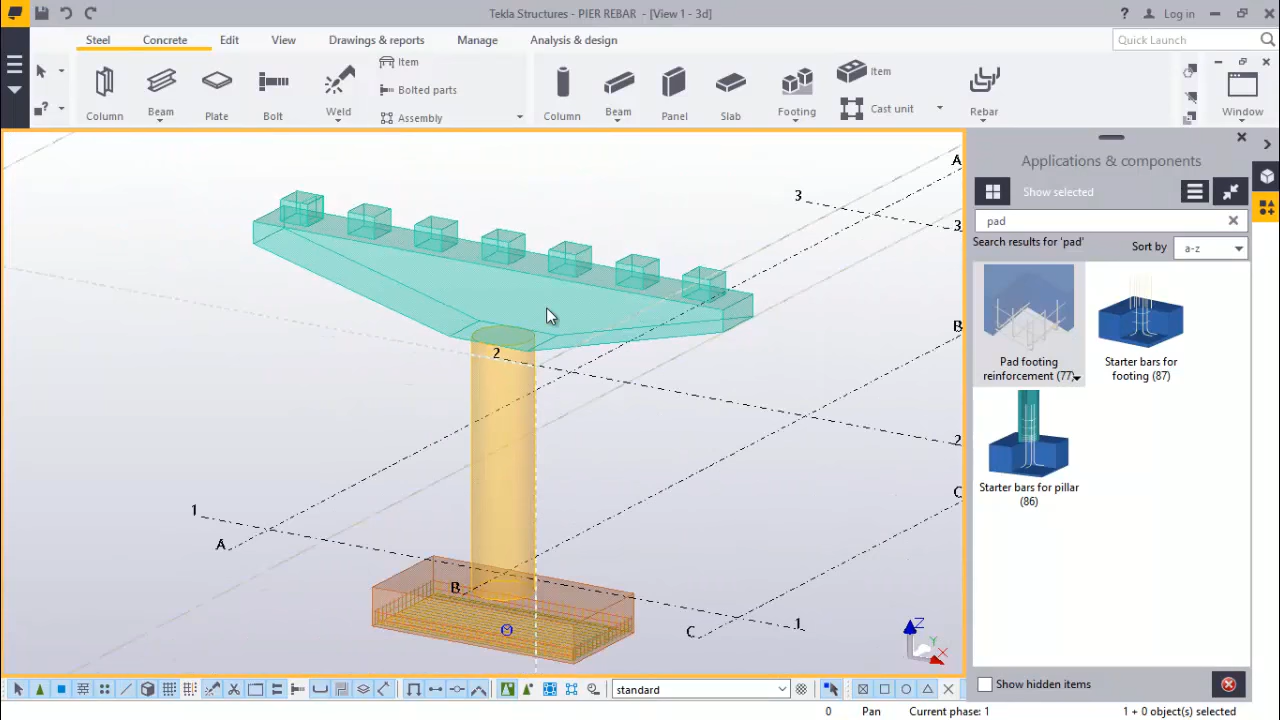 Tekla Structures - PIER REBAR - [View 1 - 3d]
? Log in
Steel Concrete Edit View Drawings & reports Manage Analysis & design
Quick Launch
Column Beam Plate Bolt Weld
Item
Bolted parts
Assembly
Column Beam Panel Slab Footing
Item
Cast unit
Rebar
Window
A
3
3
B
2
2
C
1
A
B
C
1
Z
Y
X
Applications & components
Show selected
pad
Search results for 'pad'
Sort by a-z
Pad footing
reinforcement (77)
Starter bars for
footing (87)
Starter bars for pillar
(86)
Show hidden items
standard
0 Pan Current phase: 1 1 + 0 object(s) selected